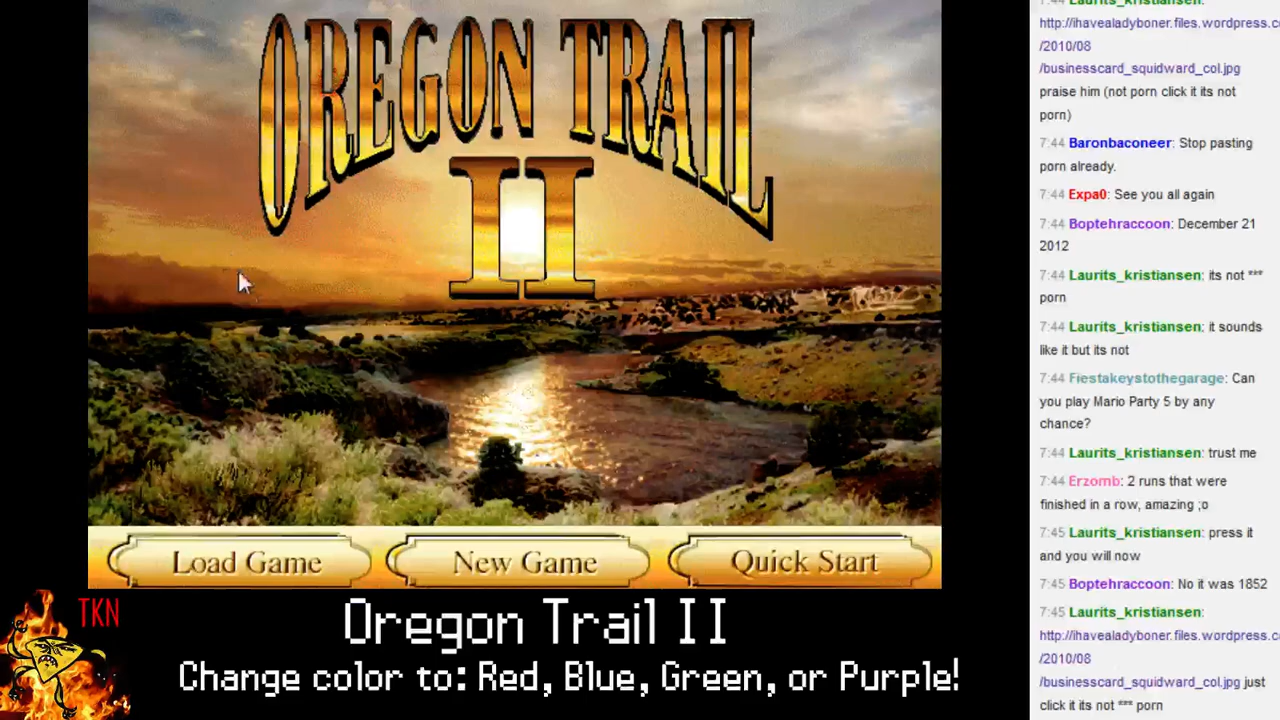 OREGON TRAIL
II
Load Game
New Game
Quick Start
TKN
Oregon Trail II
Change color to: Red, Blue, Green, or Purple!
7:44 Laurits_kristiansen:
http://ihavealadyboner.files.wordpress.c
/2010/08
/businesscard_squidward_col.jpg
praise him (not porn click it its not
porn)
7:44 Baronbaconeer: Stop pasting
porn already.
7:44 Expa0: See you all again
7:44 Boptehraccoon: December 21
2012
7:44 Laurits_kristiansen: its not ***
porn
7:44 Laurits_kristiansen: it sounds
like it but its not
7:44 Fiestakeystothegarage: Can
you play Mario Party 5 by any
chance?
7:44 Laurits_kristiansen: trust me
7:44 Erzomb: 2 runs that were
finished in a row, amazing ;o
7:45 Laurits_kristiansen: press it
and you will now
7:45 Boptehraccoon: No it was 1852
7:45 Laurits_kristiansen:
http://ihavealadyboner.files.wordpress.c
/2010/08
/businesscard_squidward_col.jpg just
click it its not *** porn